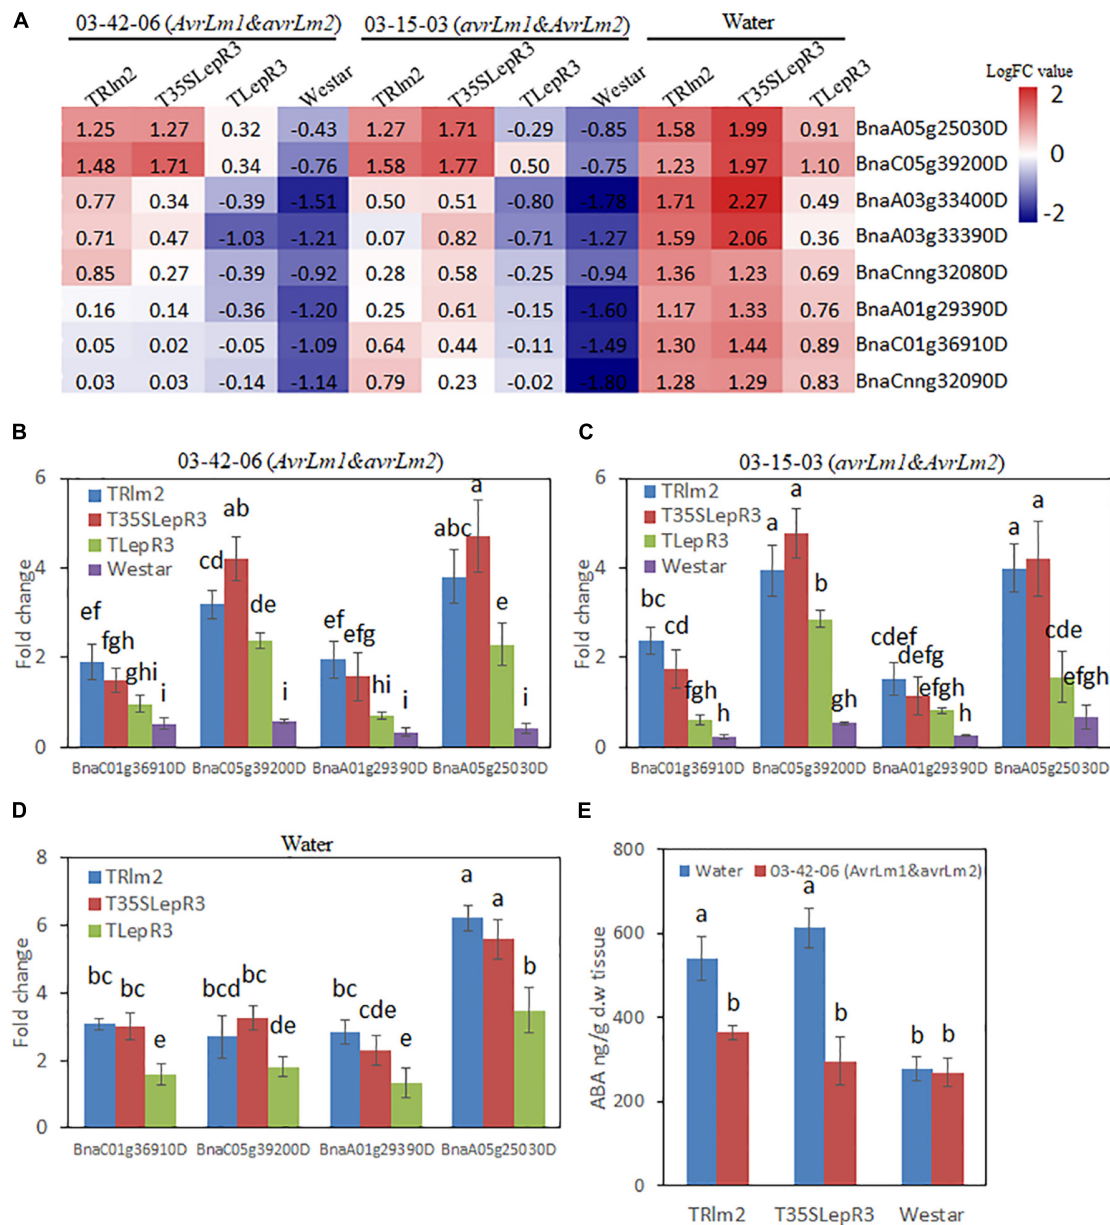 A
03-42-06 (AvrLm1&avrLm2) 03-15-03 (avrLm1&AvrLm2) Water
TRlm2 T35SLepR3 TLepR3 Westar TRlm2 T35SLepR3 TLepR3 Westar TRlm2 T35SLepR3 TLepR3
LogFC value
2
0
-2
1.25 1.27 0.32 -0.43 1.27 1.71 -0.29 -0.85 1.58 1.99 0.91 BnaA05g25030D
1.48 1.71 0.34 -0.76 1.58 1.77 0.50 -0.75 1.23 1.97 1.10 BnaC05g39200D
0.77 0.34 -0.39 -1.51 0.50 0.51 -0.80 -1.78 1.71 2.27 0.49 BnaA03g33400D
0.71 0.47 -1.03 -1.21 0.07 0.82 -0.71 -1.27 1.59 2.06 0.36 BnaA03g33390D
0.85 0.27 -0.39 -0.92 0.28 0.58 -0.25 -0.94 1.36 1.23 0.69 BnaCnng32080D
0.16 0.14 -0.36 -1.20 0.25 0.61 -0.15 -1.60 1.17 1.33 0.76 BnaA01g29390D
0.05 0.02 -0.05 -1.09 0.64 0.44 -0.11 -1.49 1.30 1.44 0.89 BnaC01g36910D
0.03 0.03 -0.14 -1.14 0.79 0.23 -0.02 -1.80 1.28 1.29 0.83 BnaCnng32090D
B
03-42-06 (AvrLm1&avrLm2)
Fold change
6
4
2
0
TRlm2
T35SLepR3
TLepR3
Westar
ef fgh ghi i
cd ab de i
ef efg hi i
abc a e i
BnaC01g36910D BnaC05g39200D BnaA01g29390D BnaA05g25030D
C
03-15-03 (avrLm1&AvrLm2)
Fold change
6
4
2
0
TRlm2
T35SLepR3
TLepR3
Westar
bc cd fgh h
a a b gh
cdef defg efgh h
a a cde efgh
BnaC01g36910D BnaC05g39200D BnaA01g29390D BnaA05g25030D
D
Water
Fold change
8
6
4
2
0
TRlm2
T35SLepR3
TLepR3
bc bc e
bcd bc de
bc cde e
a a b
BnaC01g36910D BnaC05g39200D BnaA01g29390D BnaA05g25030D
E
ABA ng/g d.w tissue
800
600
400
200
0
Water 03-42-06 (AvrLm1&avrLm2)
a b
a b
b b
TRlm2 T35SLepR3 Westar